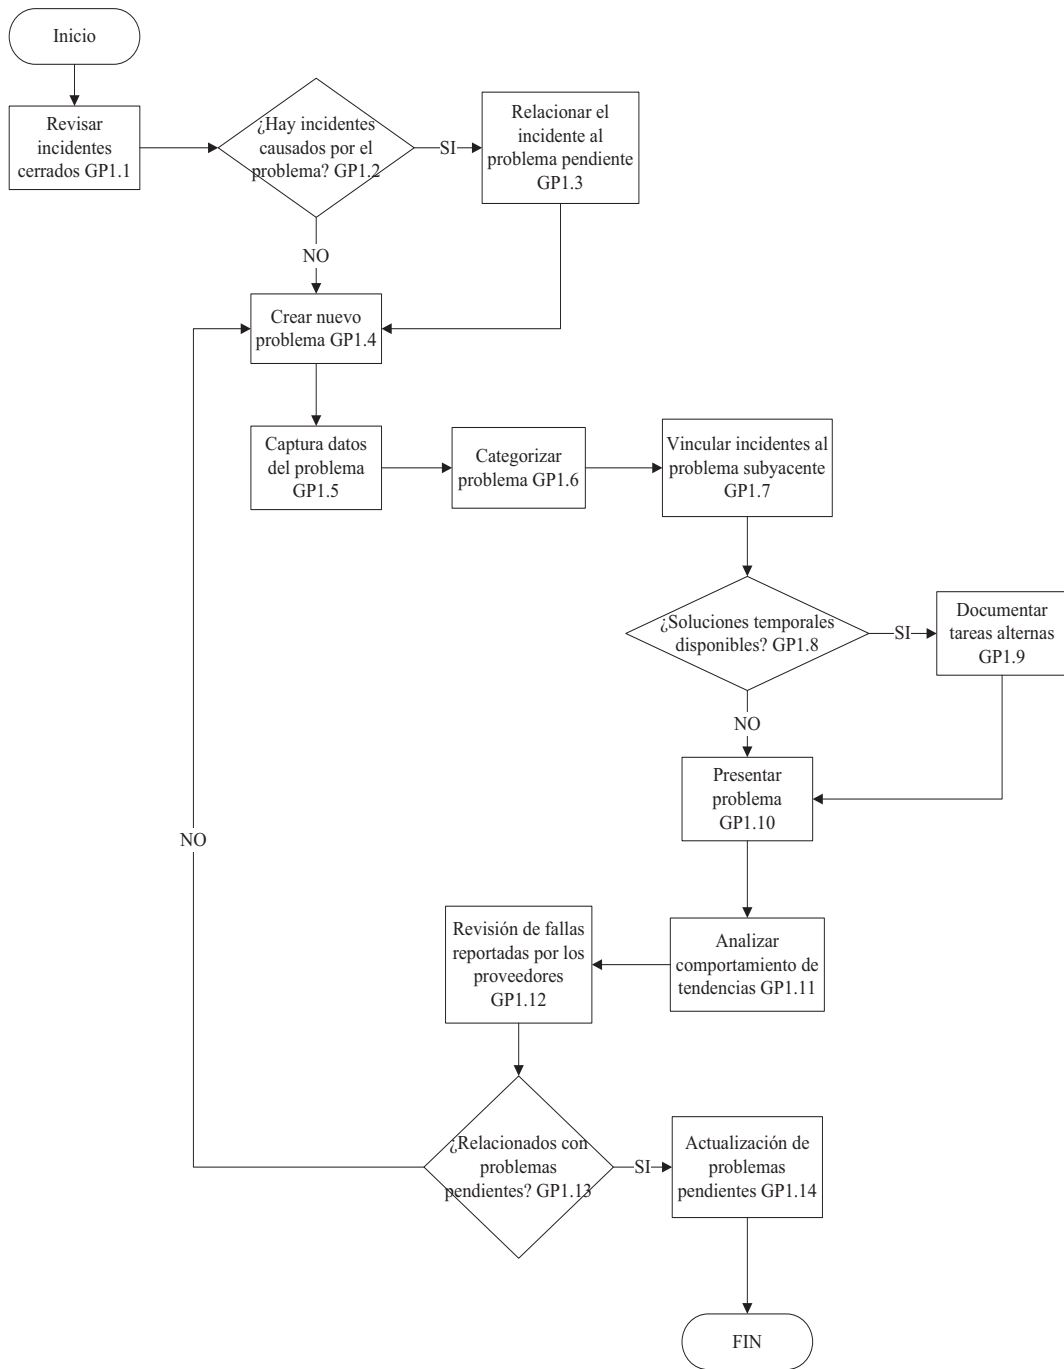 Inicio
Revisar
incidentes
cerrados GP1.1
¿Hay incidentes
causados por el
problema? GP1.2
SI
Relacionar el
incidente al
problema pendiente
GP1.3
NO
Crear nuevo
problema GP1.4
Captura datos
del problema
GP1.5
Categorizar
problema GP1.6
Vincular incidentes al
problema subyacente
GP1.7
¿Soluciones temporales
disponibles? GP1.8
SI
Documentar
tareas alternas
GP1.9
NO
Presentar
problema
GP1.10
NO
Analizar
comportamiento de
tendencias GP1.11
Revisión de fallas
reportadas por los
proveedores
GP1.12
¿Relacionados con
problemas
pendientes? GP1.13
SI
Actualización de
problemas
pendientes GP1.14
FIN